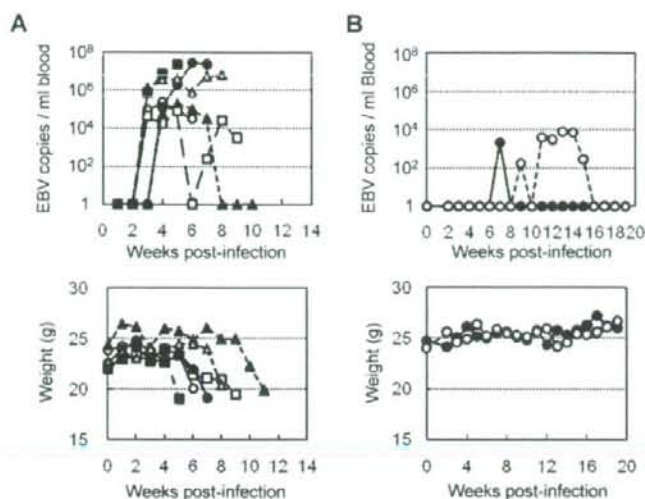 A
EBV copies / ml blood
10⁸
10⁶
10⁴
10²
1
0 2 4 6 8 10 12 14
Weeks post-infection
B
EBV copies / ml Blood
10⁸
10⁶
10⁴
10²
1
0 2 4 6 8 10 12 14 16 18 20
Weeks post-infection
Weight (g)
30
25
20
15
0 2 4 6 8 10 12 14
Weeks post-infection
Weight (g)
30
25
20
15
0 4 8 12 16 20
Weeks post-infection